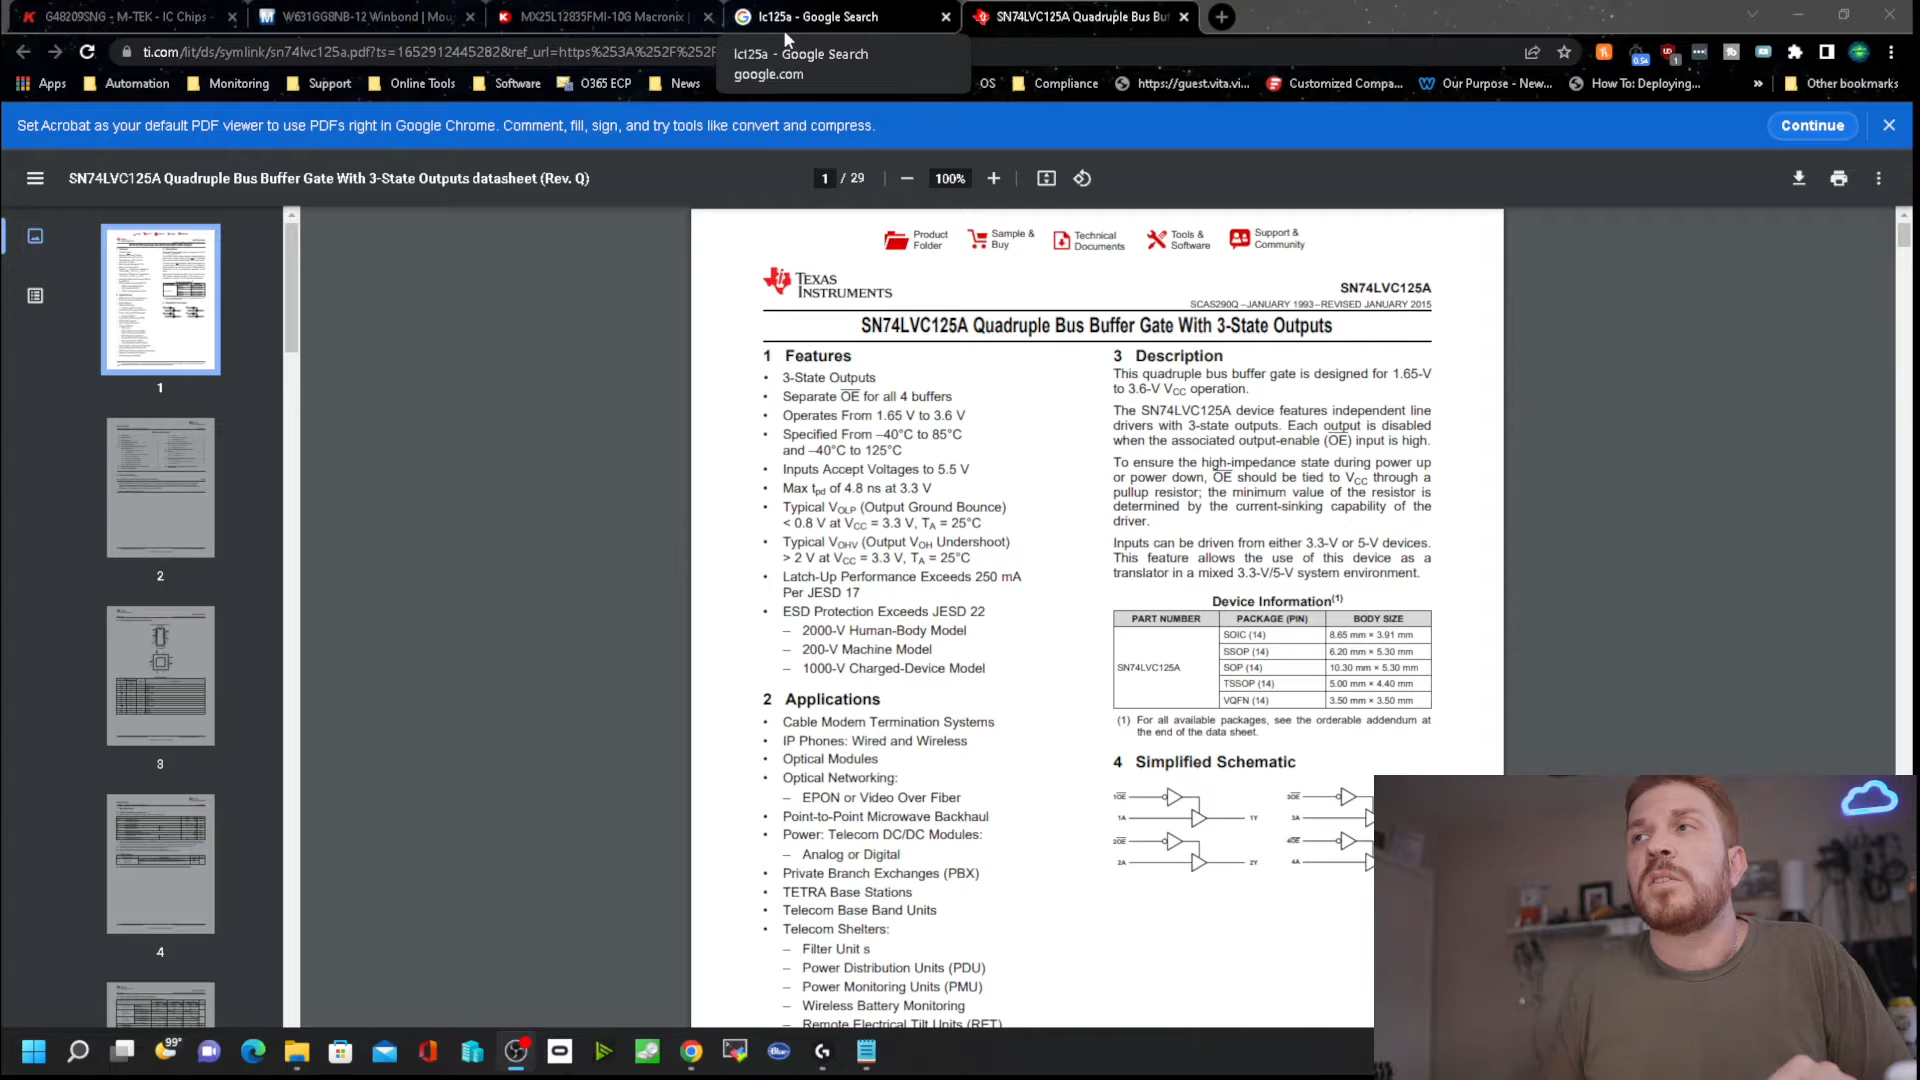 G48209SNG - M-TEK - IC Chips -
W631GG8NB-12 Winbond | Mou
MX25L12835FMI-10G Macronix |
lc125a - Google Search
SN74LVC125A Quadruple Bus Buf
ti.com/lit/ds/symlink/sn74lvc125a.pdf?ts=1652912445282&ref_url=https%253A%252F%252F
lc125a - Google Search
google.com
Apps
Automation
Monitoring
Support
Online Tools
Software
O365 ECP
News
OS
Compliance
https://guest.vita.vi...
Customized Compa...
Our Purpose - New...
How To: Deploying...
»
Other bookmarks
Set Acrobat as your default PDF viewer to use PDFs right in Google Chrome. Comment, fill, sign, and try tools like convert and compress.
Continue
SN74LVC125A Quadruple Bus Buffer Gate With 3-State Outputs datasheet (Rev. Q)
1 / 29
100%
1
2
3
4
Product Folder
Sample & Buy
Technical Documents
Tools & Software
Support & Community
TEXAS
INSTRUMENTS
SN74LVC125A
SCAS290Q –JANUARY 1993–REVISED JANUARY 2015
SN74LVC125A Quadruple Bus Buffer Gate With 3-State Outputs
1 Features
• 3-State Outputs
• Separate OE for all 4 buffers
• Operates From 1.65 V to 3.6 V
• Specified From –40°C to 85°C
and –40°C to 125°C
• Inputs Accept Voltages to 5.5 V
• Max tpd of 4.8 ns at 3.3 V
• Typical VOLP (Output Ground Bounce)
< 0.8 V at VCC = 3.3 V, TA = 25°C
• Typical VOHV (Output VOH Undershoot)
> 2 V at VCC = 3.3 V, TA = 25°C
• Latch-Up Performance Exceeds 250 mA
Per JESD 17
• ESD Protection Exceeds JESD 22
– 2000-V Human-Body Model
– 200-V Machine Model
– 1000-V Charged-Device Model
2 Applications
• Cable Modem Termination Systems
• IP Phones: Wired and Wireless
• Optical Modules
• Optical Networking:
– EPON or Video Over Fiber
• Point-to-Point Microwave Backhaul
• Power: Telecom DC/DC Modules:
– Analog or Digital
• Private Branch Exchanges (PBX)
• TETRA Base Stations
• Telecom Base Band Units
• Telecom Shelters:
– Filter Unit s
– Power Distribution Units (PDU)
– Power Monitoring Units (PMU)
– Wireless Battery Monitoring
– Remote Electrical Tilt Units (RET)
3 Description
This quadruple bus buffer gate is designed for 1.65-V
to 3.6-V VCC operation.
The SN74LVC125A device features independent line
drivers with 3-state outputs. Each output is disabled
when the associated output-enable (OE) input is high.
To ensure the high-impedance state during power up
or power down, OE should be tied to VCC through a
pullup resistor; the minimum value of the resistor is
determined by the current-sinking capability of the
driver.
Inputs can be driven from either 3.3-V or 5-V devices.
This feature allows the use of this device as a
translator in a mixed 3.3-V/5-V system environment.
Device Information(1)
PART NUMBER PACKAGE (PIN) BODY SIZE
SOIC (14) 8.65 mm × 3.91 mm
SSOP (14) 6.20 mm × 5.30 mm
SN74LVC125A SOP (14) 10.30 mm × 5.30 mm
TSSOP (14) 5.00 mm × 4.40 mm
VQFN (14) 3.50 mm × 3.50 mm
(1) For all available packages, see the orderable addendum at
the end of the data sheet.
4 Simplified Schematic
1OE 3OE
1A 1Y 3A
2OE 4OE
2A 2Y 4A
99°